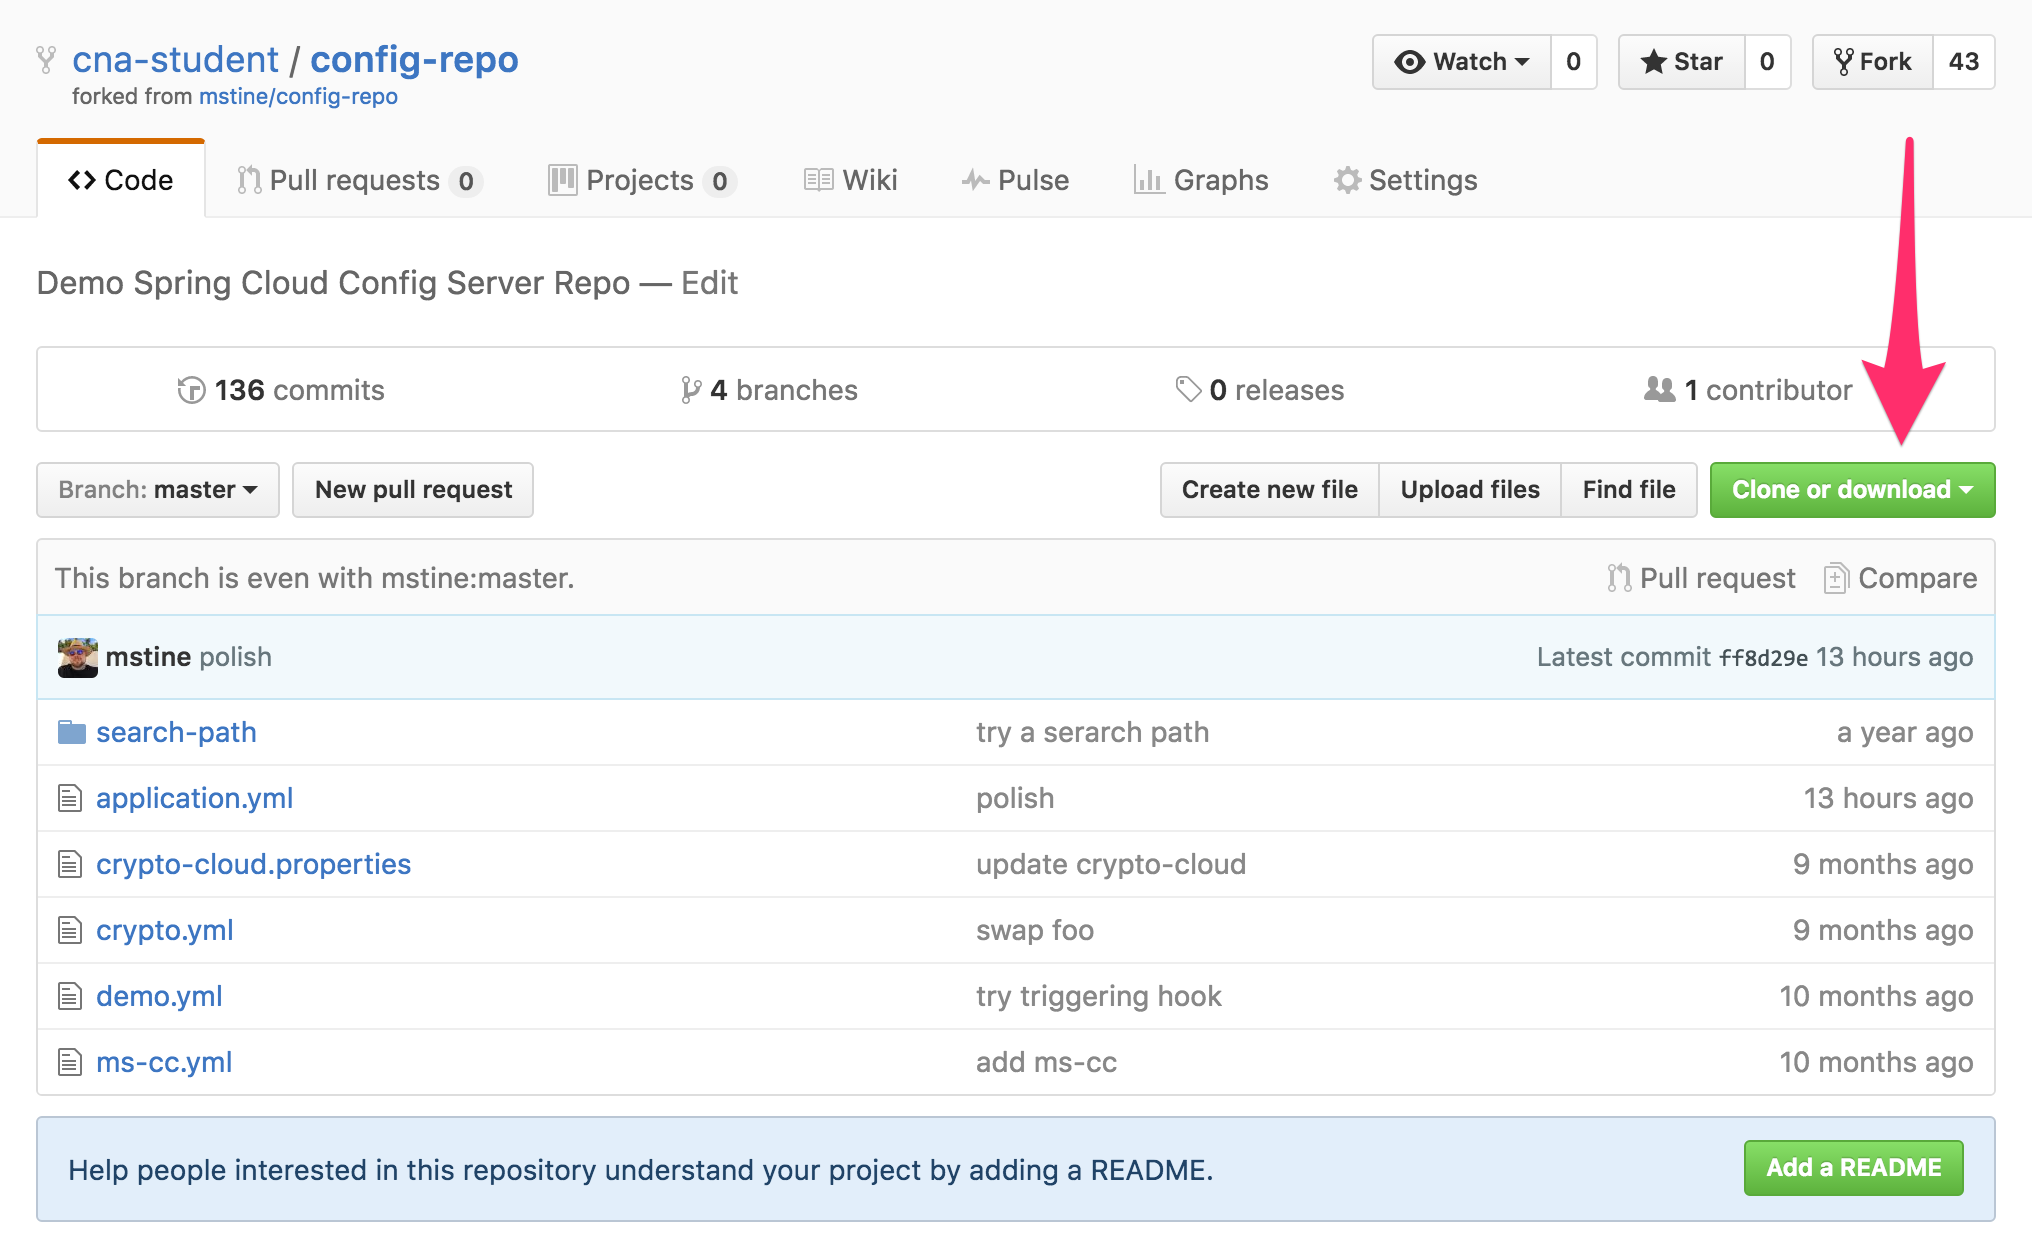 cna-student / config-repo
forked from mstine/config-repo
Watch 0 Star 0 Fork 43
Code Pull requests 0 Projects 0 Wiki Pulse Graphs Settings
Demo Spring Cloud Config Server Repo — Edit
136 commits 4 branches 0 releases 1 contributor
Branch: master New pull request Create new file Upload files Find file Clone or download
This branch is even with mstine:master. Pull request Compare
mstine polish Latest commit ff8d29e 13 hours ago
search-path try a serarch path a year ago
application.yml polish 13 hours ago
crypto-cloud.properties update crypto-cloud 9 months ago
crypto.yml swap foo 9 months ago
demo.yml try triggering hook 10 months ago
ms-cc.yml add ms-cc 10 months ago
Help people interested in this repository understand your project by adding a README. Add a README